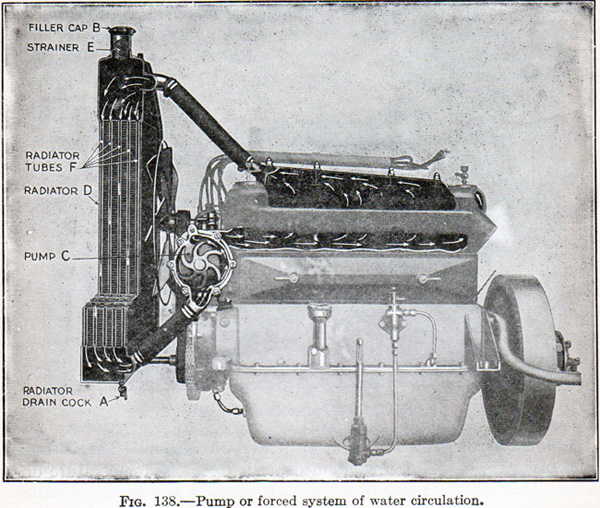 FILLER CAP B
STRAINER E
RADIATOR
TUBES F
RADIATOR D
PUMP C
RADIATOR
DRAIN COCK A
FIG. 138.—Pump or forced system of water circulation.